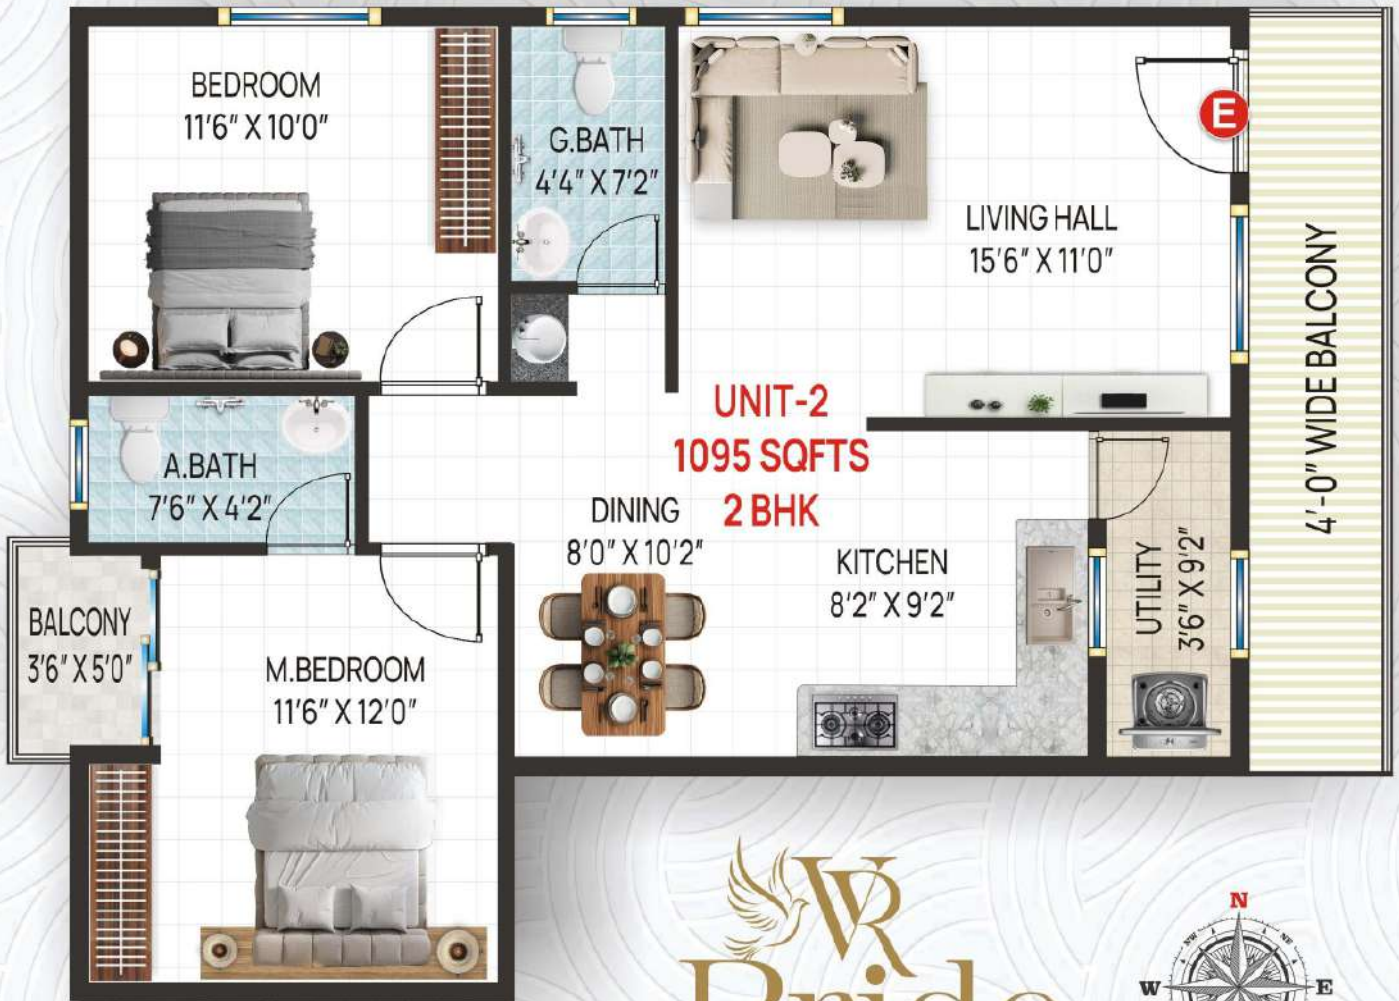 BEDROOM
11'6" X 10'0"
G.BATH
4'4" X 7'2"
E
LIVING HALL
15'6" X 11'0"
4'-0" WIDE BALCONY
UNIT-2
1095 SQFTS
2 BHK
A.BATH
7'6" X 4'2"
DINING
8'0" X 10'2"
KITCHEN
8'2" X 9'2"
UTILITY
3'6" X 9'2"
BALCONY
3'6" X 5'0"
M.BEDROOM
11'6" X 12'0"
VR
Pride
N
NW
NE
W
E